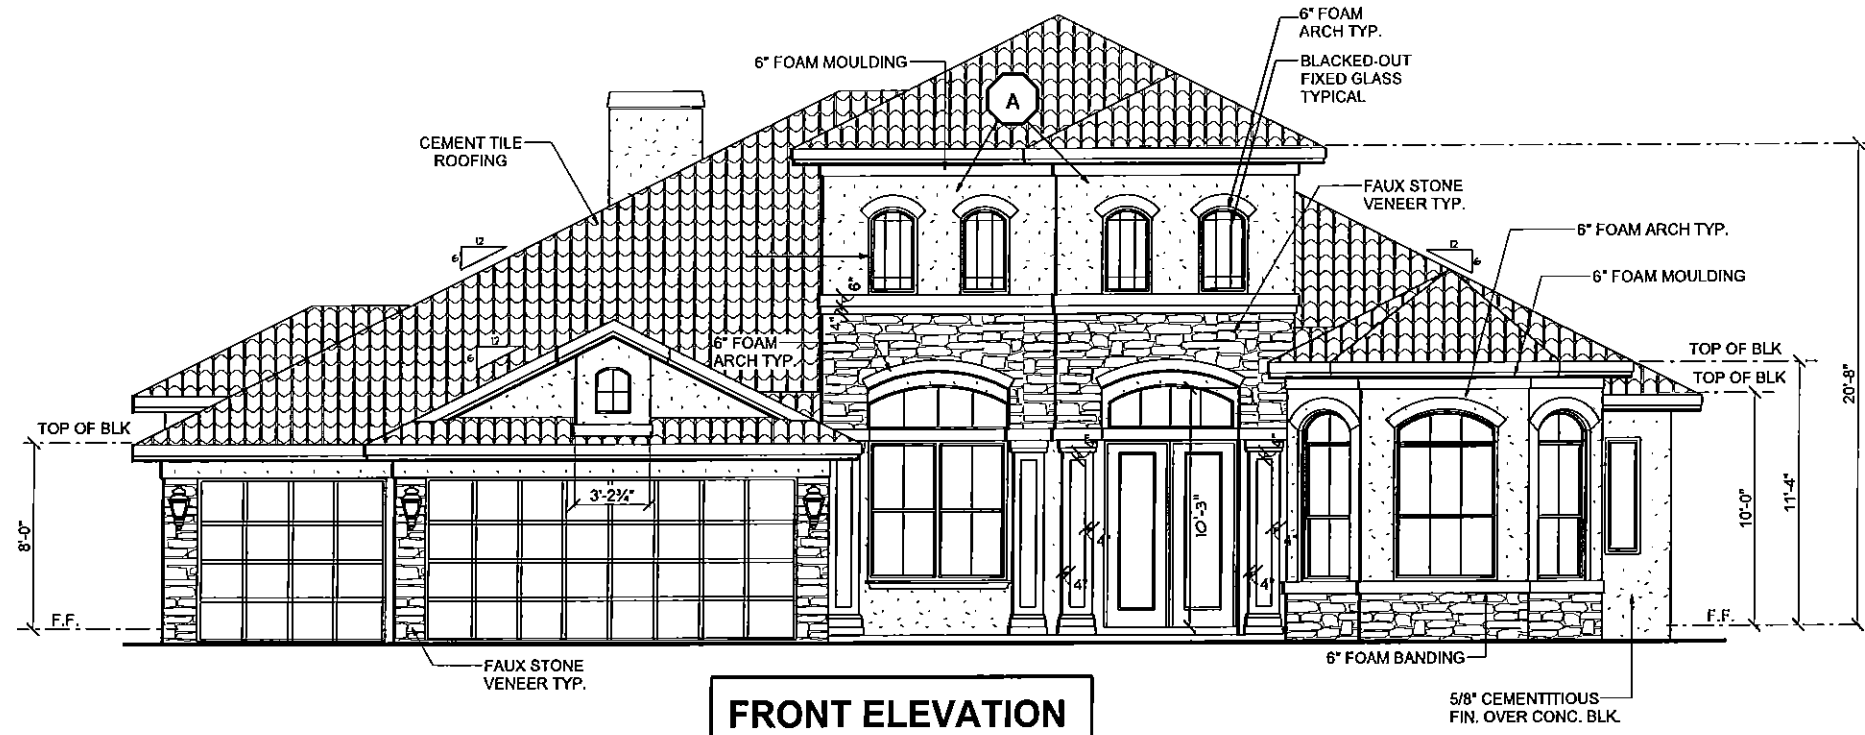 6" FOAM
ARCH TYP.
6" FOAM MOULDING
BLACKED-OUT
FIXED GLASS
TYPICAL
A
CEMENT TILE
ROOFING
FAUX STONE
VENEER TYP.
12
6
12
6
6" FOAM ARCH TYP.
6" FOAM MOULDING
6"
4"
12
6
6" FOAM
ARCH TYP.
TOP OF BLK
TOP OF BLK
20'-8"
TOP OF BLK
8'-0"
3'-2¾"
10'-3"
10'-0"
11'-4"
4"
4"
F.F.
F.F.
FAUX STONE
VENEER TYP.
6" FOAM BANDING
5/8" CEMENTTITIOUS
FIN. OVER CONC. BLK.
FRONT ELEVATION